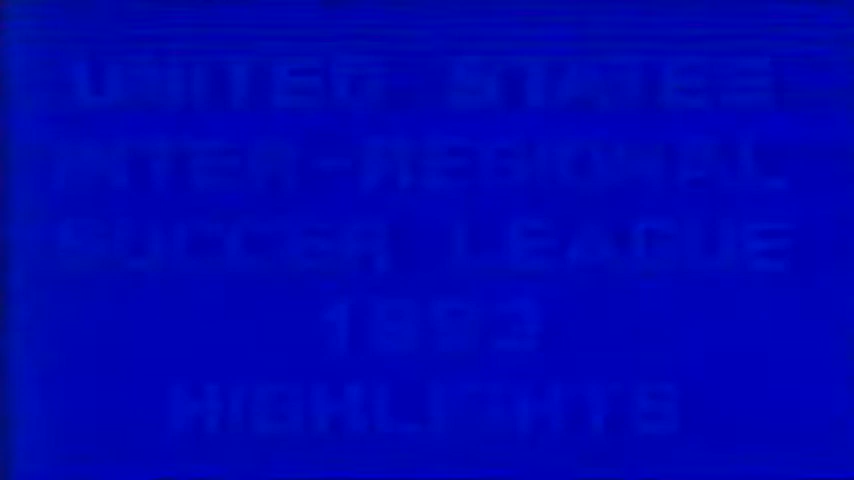 UNITED STATES
INTER-REGIONAL
SOCCER LEAGUE
HIGHLIGHTS